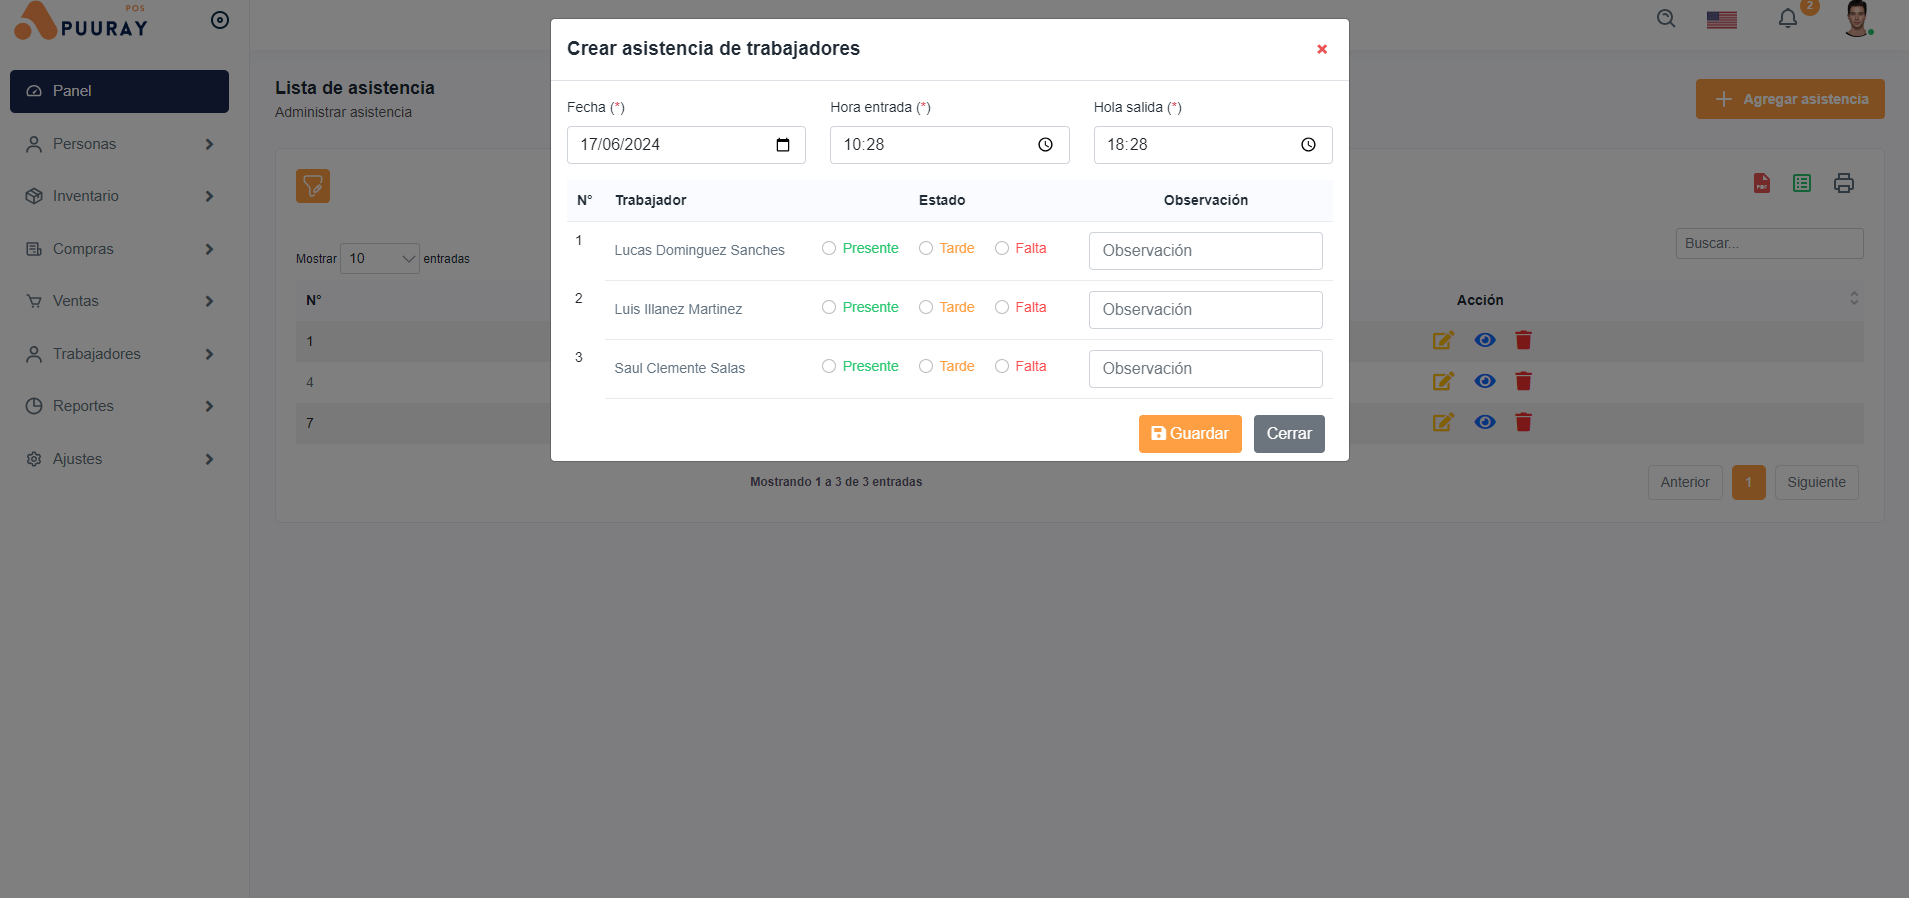 POS
PUURAY
2
Panel
Personas
Inventario
Compras
Ventas
Trabajadores
Reportes
Ajustes
Lista de asistencia
Administrar asistencia
Agregar asistencia
PDF
Mostrar 10 entradas
Buscar...
N°
Acción
1
4
7
Mostrando 1 a 3 de 3 entradas
Anterior 1 Siguiente
Crear asistencia de trabajadores
Fecha (*) Hora entrada (*) Hola salida (*)
17/06/2024 10:28 18:28
N° Trabajador Estado Observación
1 Lucas Dominguez Sanches Presente Tarde Falta Observación
2 Luis Illanez Martinez Presente Tarde Falta Observación
3 Saul Clemente Salas Presente Tarde Falta Observación
Guardar Cerrar